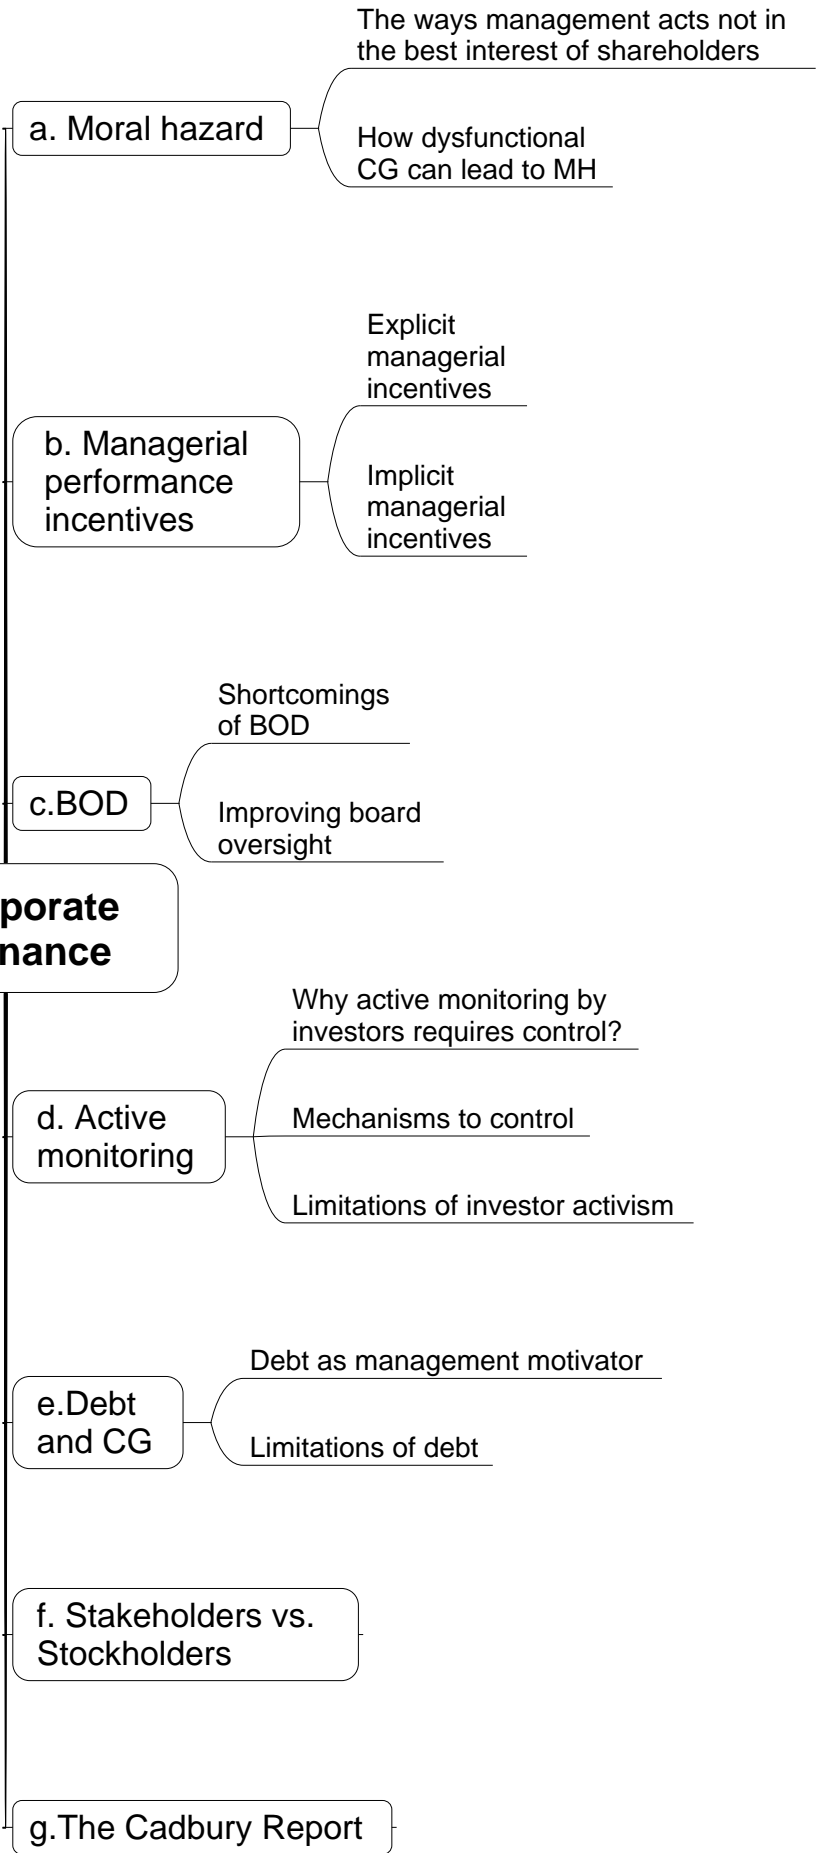 The ways management acts not in
the best interest of shareholders
a. Moral hazard
How dysfunctional
CG can lead to MH
Explicit
managerial
incentives
b. Managerial
performance
incentives
Implicit
managerial
incentives
Shortcomings
of BOD
c.BOD
Improving board
oversight
porate
nance
Why active monitoring by
investors requires control?
d. Active
monitoring
Mechanisms to control
Limitations of investor activism
Debt as management motivator
e.Debt
and CG
Limitations of debt
f. Stakeholders vs.
Stockholders
g.The Cadbury Report